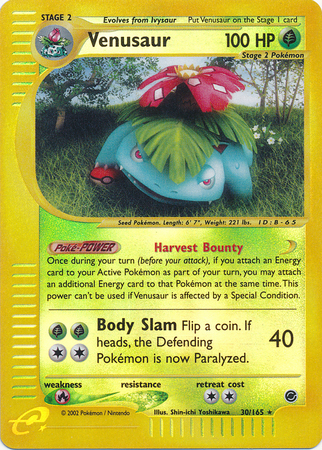 STAGE 2
Evolves from Ivysaur Put Venusaur on the Stage 1 card
Venusaur 100 HP
Stage 2 Pokémon
Seed Pokémon. Length: 6' 7", Weight: 221 lbs. ID: B-65
Poké-POWER Harvest Bounty
Once during your turn (before your attack), if you attach an Energy
card to your Active Pokémon as part of your turn, you may attach
an additional Energy card to that Pokémon at the same time. This
power can't be used if Venusaur is affected by a Special Condition.
Body Slam Flip a coin. If
heads, the Defending
Pokémon is now Paralyzed.
40
weakness resistance retreat cost
© 2002 Pokémon / Nintendo Illus. Shin-ichi Yoshikawa 30/165 ★
e